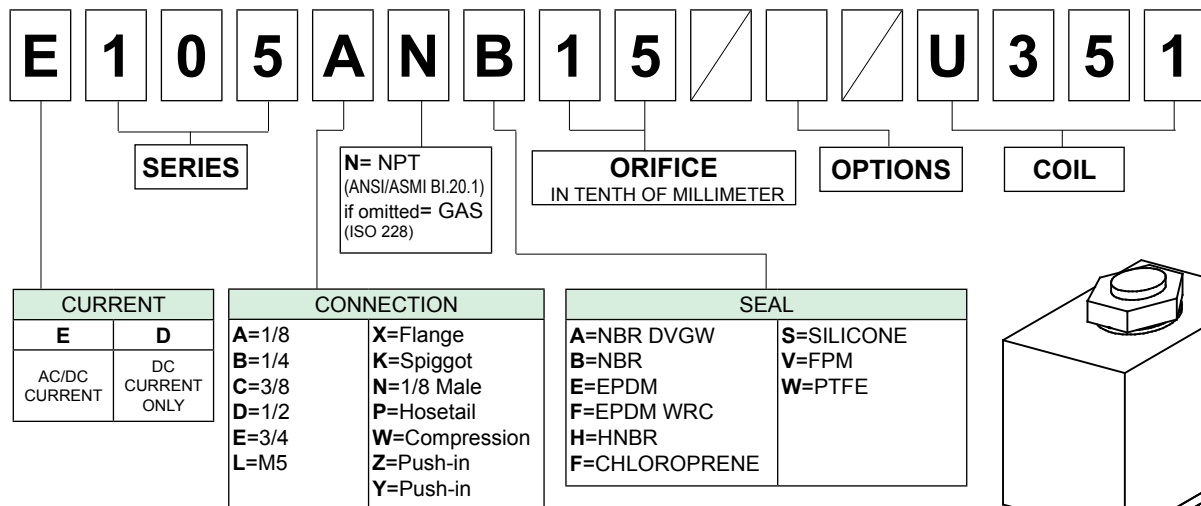 E 1 0 5 A N B 1 5 / / U 3 5 1
SERIES
N= NPT
(ANSI/ASMI BI.20.1)
if omitted= GAS
(ISO 228)
ORIFICE
IN TENTH OF MILLIMETER
OPTIONS
COIL
CURRENT
E D
AC/DC
CURRENT
DC
CURRENT
ONLY
CONNECTION
A=1/8
B=1/4
C=3/8
D=1/2
E=3/4
L=M5
X=Flange
K=Spiggot
N=1/8 Male
P=Hosetail
W=Compression
Z=Push-in
Y=Push-in
SEAL
A=NBR DVGW
B=NBR
E=EPDM
F=EPDM WRC
H=HNBR
F=CHLOROPRENE
S=SILICONE
V=FPM
W=PTFE